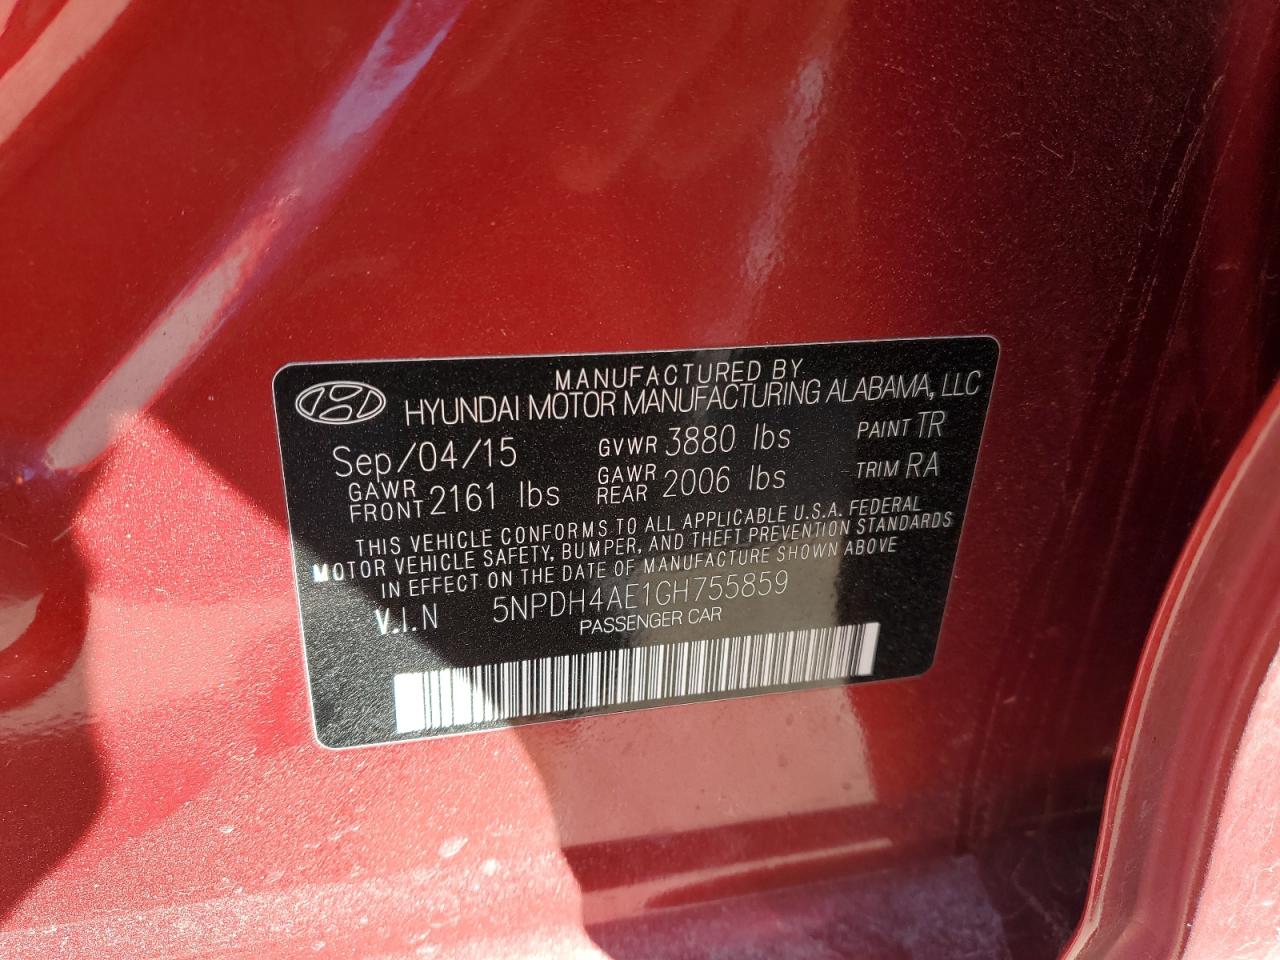 MANUFACTURED BY
HYUNDAI MOTOR MANUFACTURING ALABAMA, LLC
Sep/04/15 GVWR 3880 lbs PAINT TR
GAWR FRONT 2161 lbs GAWR REAR 2006 lbs TRIM RA
THIS VEHICLE CONFORMS TO ALL APPLICABLE U.S.A. FEDERAL
MOTOR VEHICLE SAFETY, BUMPER, AND THEFT PREVENTION STANDARDS
IN EFFECT ON THE DATE OF MANUFACTURE SHOWN ABOVE
V.I.N 5NPDH4AE1GH755859
PASSENGER CAR